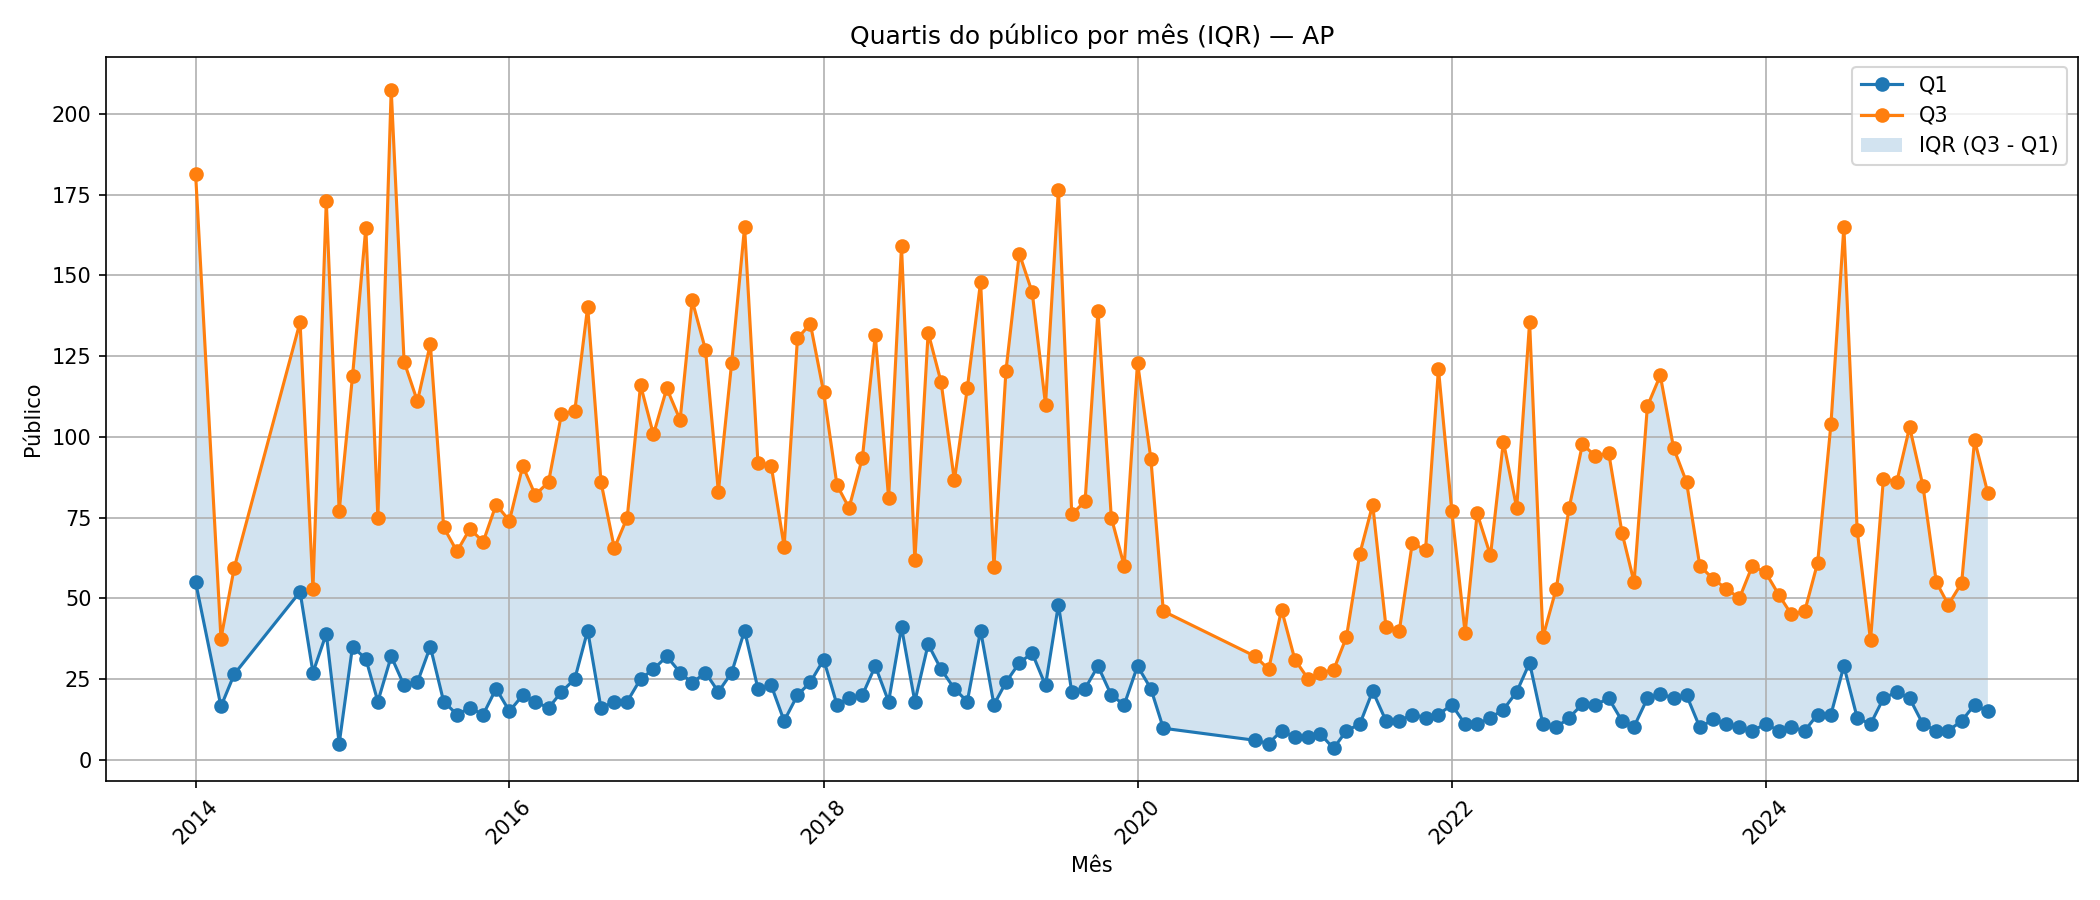 Quartis do público por mês (IQR) — AP
Q1
Q3
IQR (Q3 - Q1)
200
175
150
125
100
75
50
25
0
Público
2014
2016
2018
2020
2022
2024
Mês